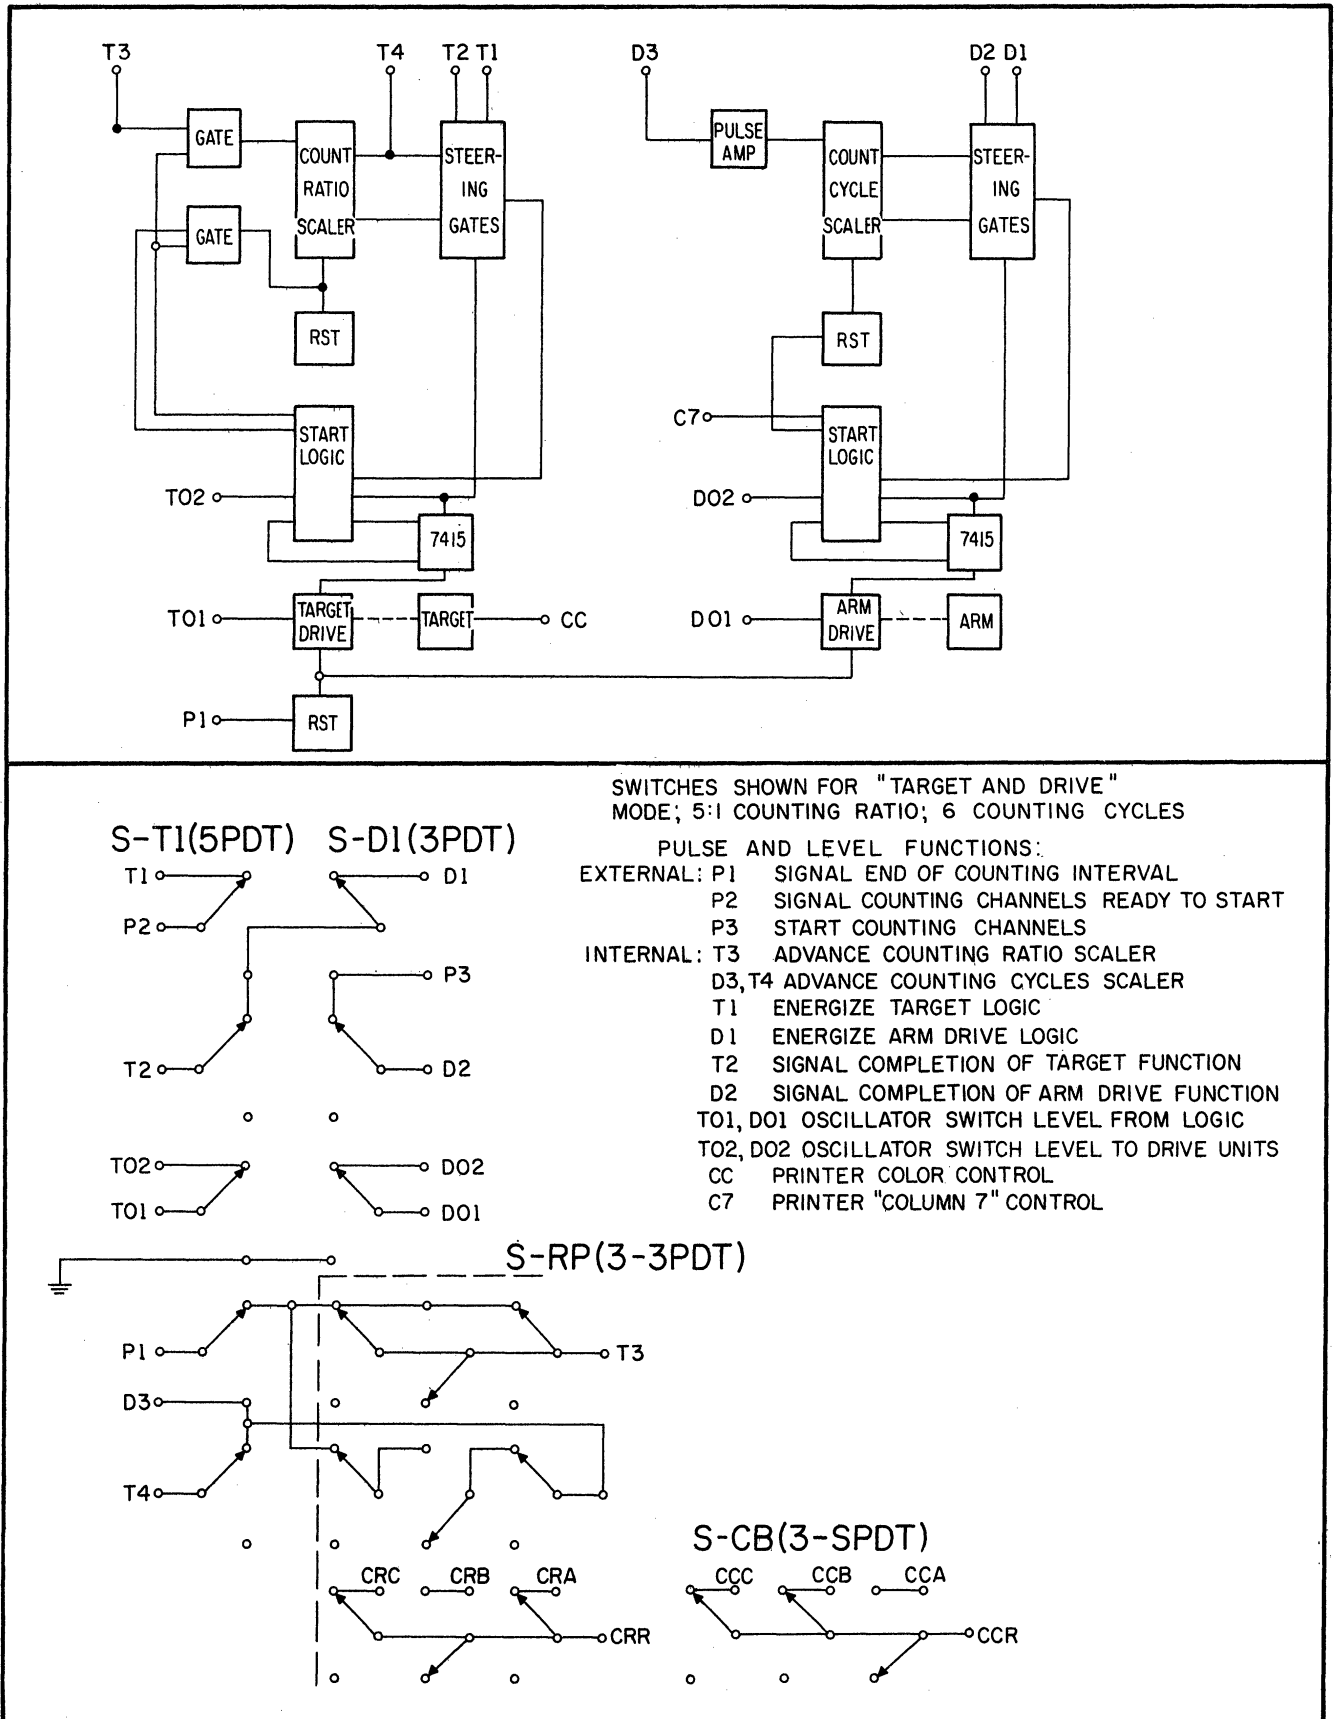 T3 T4 T2 T1 D3 D2 D1
GATE
COUNT
RATIO
SCALER
STEER-
ING
GATES
GATE
RST
PULSE
AMP
COUNT
CYCLE
SCALER
STEER-
ING
GATES
RST
START
LOGIC
C7
START
LOGIC
TO2
DO2
7415
7415
TO1
TARGET
DRIVE
TARGET
CC
DO1
ARM
DRIVE
ARM
P1
RST
SWITCHES SHOWN FOR "TARGET AND DRIVE"
MODE; 5:1 COUNTING RATIO; 6 COUNTING CYCLES
S-T1(5PDT) S-D1(3PDT)
PULSE AND LEVEL FUNCTIONS:
EXTERNAL: P1 SIGNAL END OF COUNTING INTERVAL
P2 SIGNAL COUNTING CHANNELS READY TO START
P3 START COUNTING CHANNELS
INTERNAL: T3 ADVANCE COUNTING RATIO SCALER
D3,T4 ADVANCE COUNTING CYCLES SCALER
T1 ENERGIZE TARGET LOGIC
D1 ENERGIZE ARM DRIVE LOGIC
T2 SIGNAL COMPLETION OF TARGET FUNCTION
D2 SIGNAL COMPLETION OF ARM DRIVE FUNCTION
TO1, DO1 OSCILLATOR SWITCH LEVEL FROM LOGIC
TO2, DO2 OSCILLATOR SWITCH LEVEL TO DRIVE UNITS
CC PRINTER COLOR CONTROL
C7 PRINTER "COLUMN 7" CONTROL
T1 D1
P2
P3
T2 D2
TO2 DO2
TO1 DO1
S-RP(3-3PDT)
P1 T3
D3
T4
S-CB(3-SPDT)
CRC CRB CRA CCC CCB CCA
CRR CCR